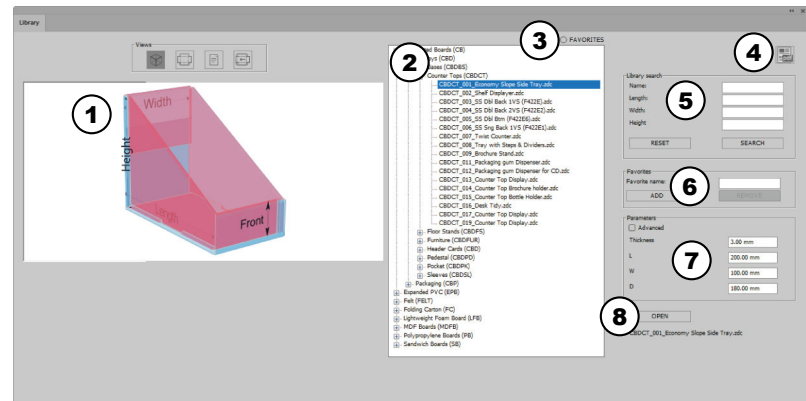 Library
Views
1
Width
Height
Length
Front
2
3
FAVORITES
Boards (CB)
(CBD)
(CBDBS)
Counter Tops (CBDCT)
CBDCT_001_Economy Slope Side Tray.zdc
CBDCT_002_Shelf Displayer.zdc
CBDCT_003_SS Dbl Back 1VS (F422E).zdc
CBDCT_004_SS Dbl Back 2VS (F422E2).zdc
CBDCT_005_SS Dbl Btm (F422E6).zdc
CBDCT_006_SS Sng Back 1VS (F422E1).zdc
CBDCT_007_Twist Counter.zdc
CBDCT_008_Tray with Steps & Dividers.zdc
CBDCT_009_Brochure Stand.zdc
CBDCT_011_Packaging gum Dispenser.zdc
CBDCT_012_Packaging gum Dispenser for CD.zdc
CBDCT_013_Counter Top Display.zdc
CBDCT_014_Counter Top Brochure holder.zdc
CBDCT_015_Counter Top Bottle Holder.zdc
CBDCT_016_Desk Tidy.zdc
CBDCT_017_Counter Top Display.zdc
CBDCT_019_Counter Top Display.zdc
Floor Stands (CBDFS)
Furniture (CBDFUR)
Header Cards (CBD)
Pedestal (CBDPD)
Pocket (CBDPK)
Sleeves (CBDSL)
Packaging (CBP)
Expanded PVC (EPB)
Felt (FELT)
Folding Carton (FC)
Lightweight Foam Board (LFB)
MDF Boards (MDFB)
Polypropylene Boards (PB)
Sandwich Boards (SB)
4
Library search
Name:
Length:
Width:
Height
5
RESET SEARCH
Favorites
Favorite name:
6
ADD REMOVE
Parameters
Advanced
Thickness 3.00 mm
L 200.00 mm
7
W 100.00 mm
D 180.00 mm
8
OPEN
CBDCT_001_Economy Slope Side Tray.zdc